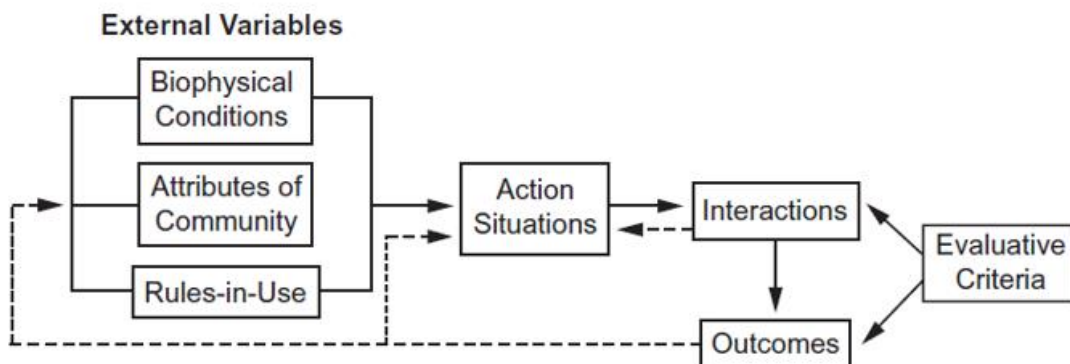 External Variables
Biophysical
Conditions
Attributes of
Community
Rules-in-Use
Action
Situations
Interactions
Outcomes
Evaluative
Criteria